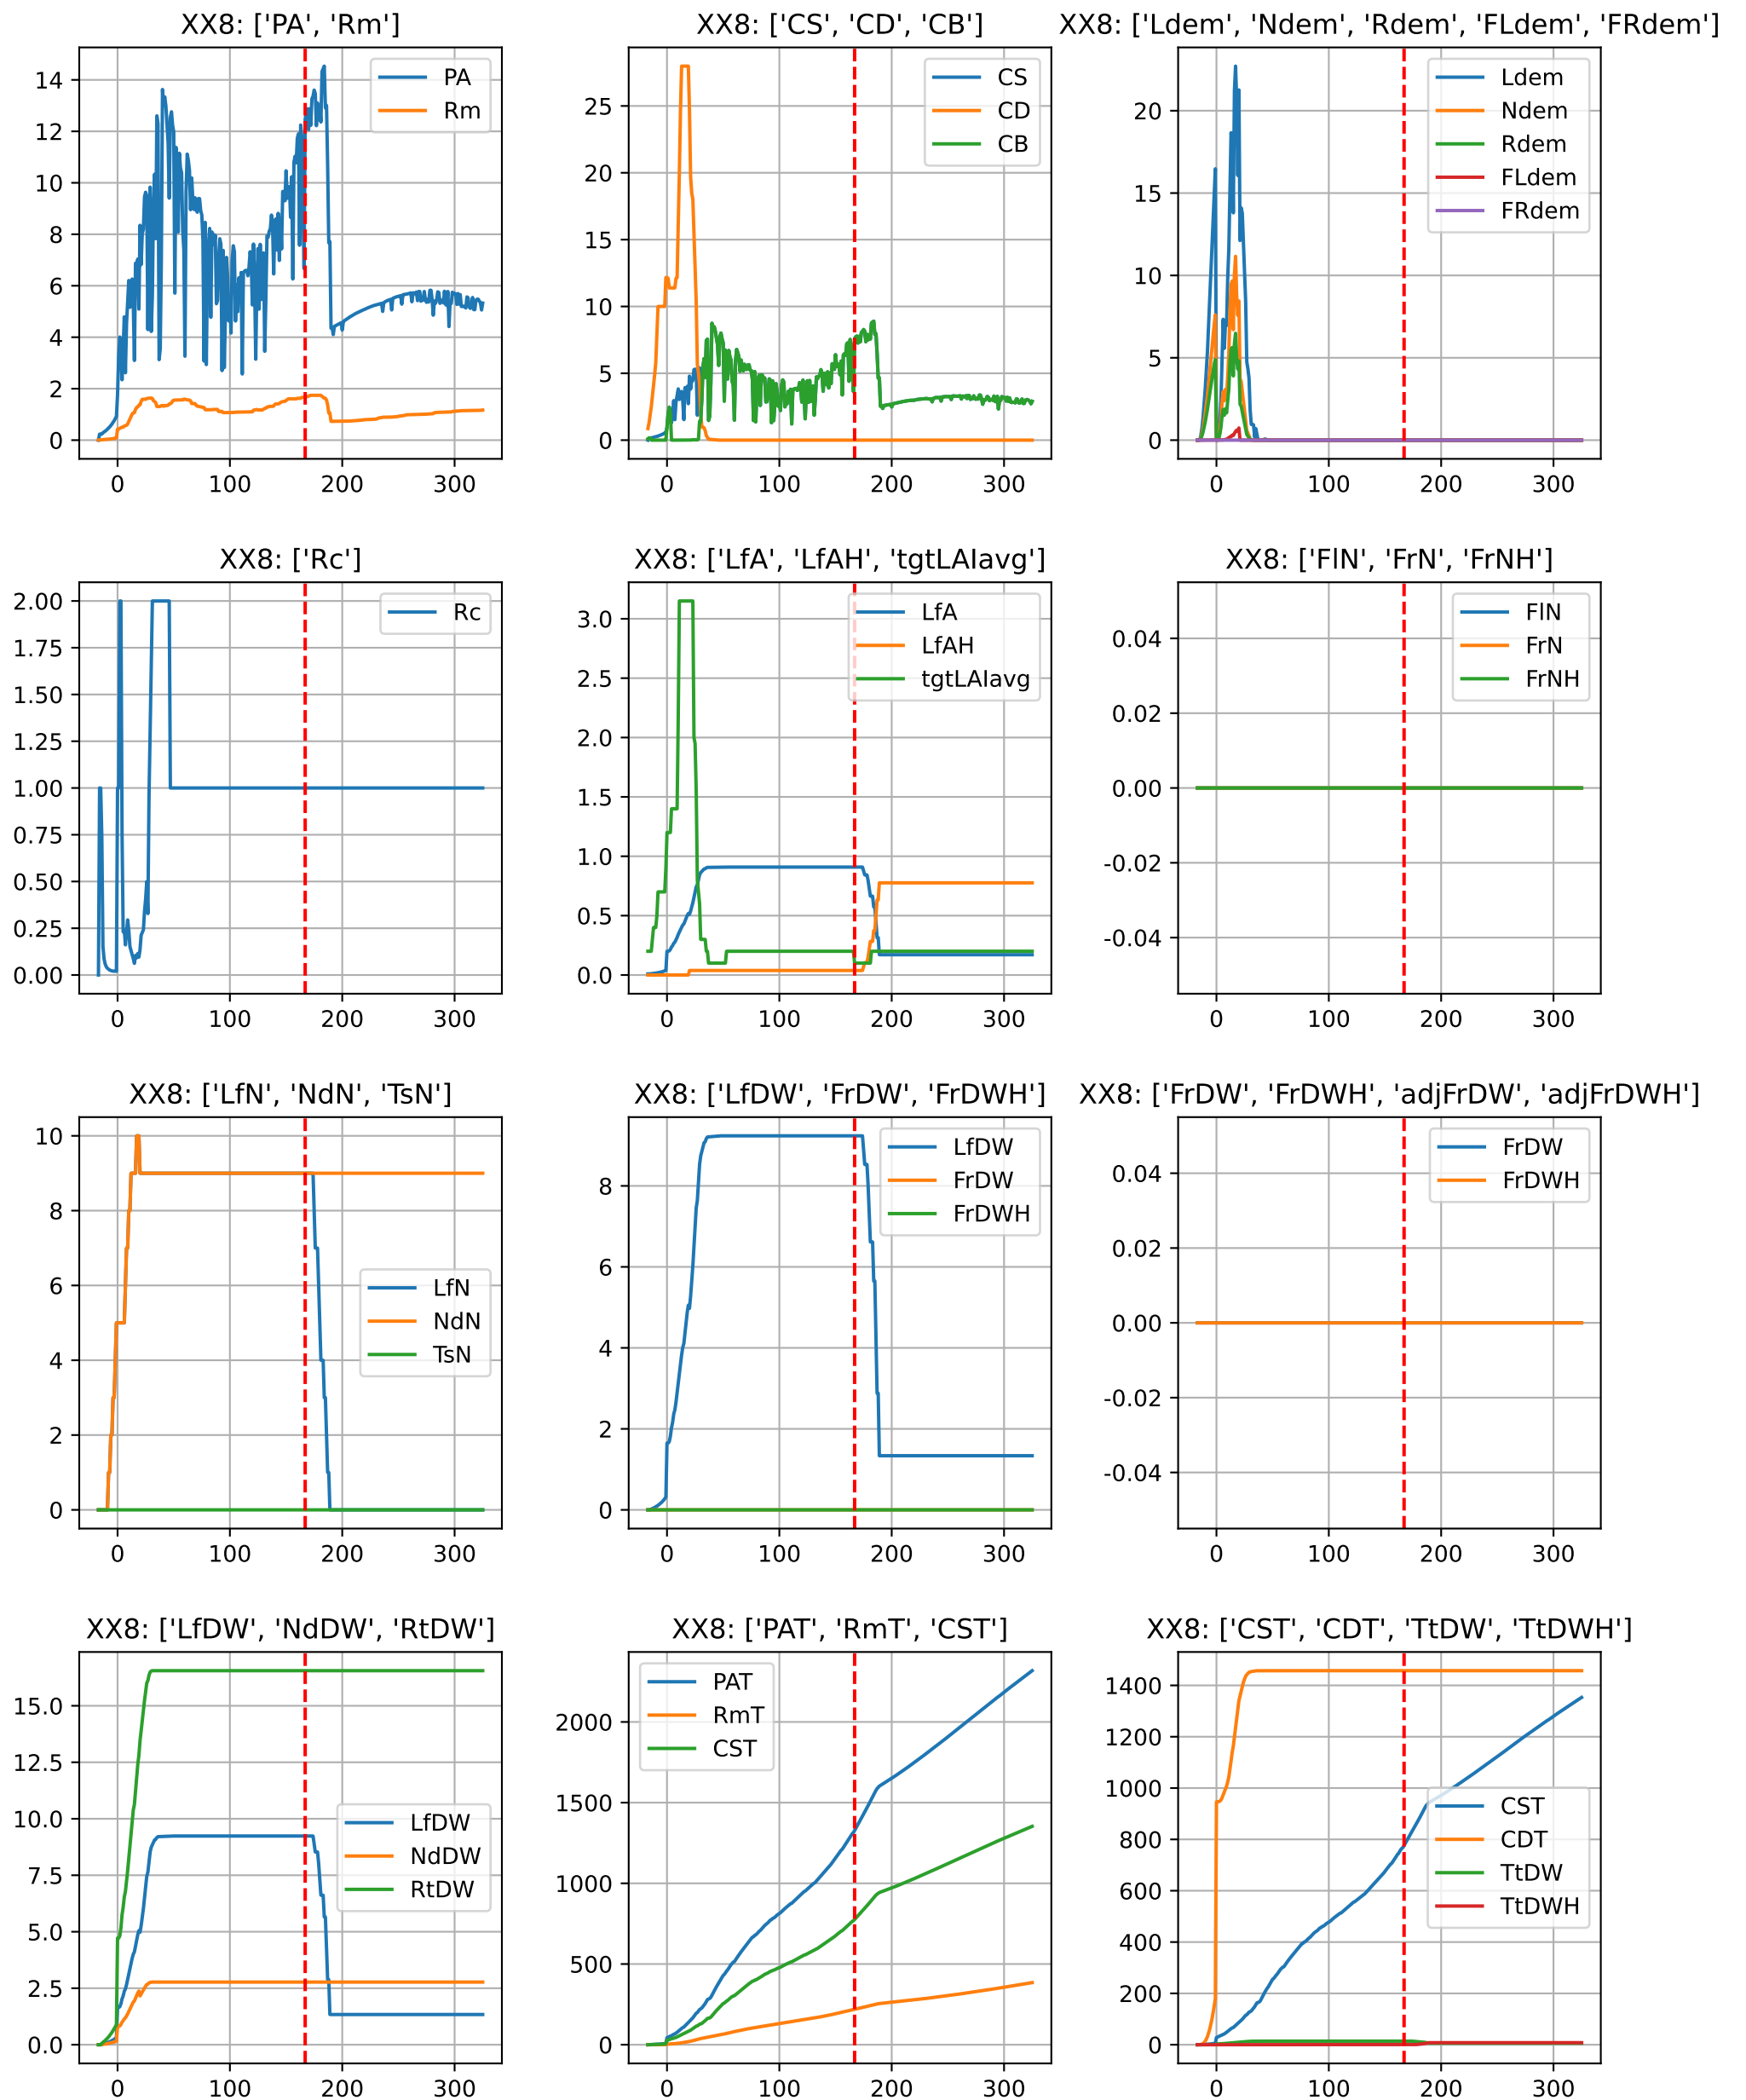 XX8: ['PA', 'Rm']
14
12
10
8
6
4
2
0
0 100 200 300
PA
Rm
XX8: ['CS', 'CD', 'CB']
25
20
15
10
5
0
0 100 200 300
CS
CD
CB
XX8: ['Ldem', 'Ndem', 'Rdem', 'FLdem', 'FRdem']
20
15
10
5
0
0 100 200 300
Ldem
Ndem
Rdem
FLdem
FRdem
XX8: ['Rc']
2.00
1.75
1.50
1.25
1.00
0.75
0.50
0.25
0.00
0 100 200 300
Rc
XX8: ['LfA', 'LfAH', 'tgtLAIavg']
3.0
2.5
2.0
1.5
1.0
0.5
0.0
0 100 200 300
LfA
LfAH
tgtLAIavg
XX8: ['FlN', 'FrN', 'FrNH']
0.04
0.02
0.00
-0.02
-0.04
0 100 200 300
FlN
FrN
FrNH
XX8: ['LfN', 'NdN', 'TsN']
10
8
6
4
2
0
0 100 200 300
LfN
NdN
TsN
XX8: ['LfDW', 'FrDW', 'FrDWH']
8
6
4
2
0
0 100 200 300
LfDW
FrDW
FrDWH
XX8: ['FrDW', 'FrDWH', 'adjFrDW', 'adjFrDWH']
0.04
0.02
0.00
-0.02
-0.04
0 100 200 300
FrDW
FrDWH
XX8: ['LfDW', 'NdDW', 'RtDW']
15.0
12.5
10.0
7.5
5.0
2.5
0.0
0 100 200 300
LfDW
NdDW
RtDW
XX8: ['PAT', 'RmT', 'CST']
2000
1500
1000
500
0
0 100 200 300
PAT
RmT
CST
XX8: ['CST', 'CDT', 'TtDW', 'TtDWH']
1400
1200
1000
800
600
400
200
0
0 100 200 300
CST
CDT
TtDW
TtDWH